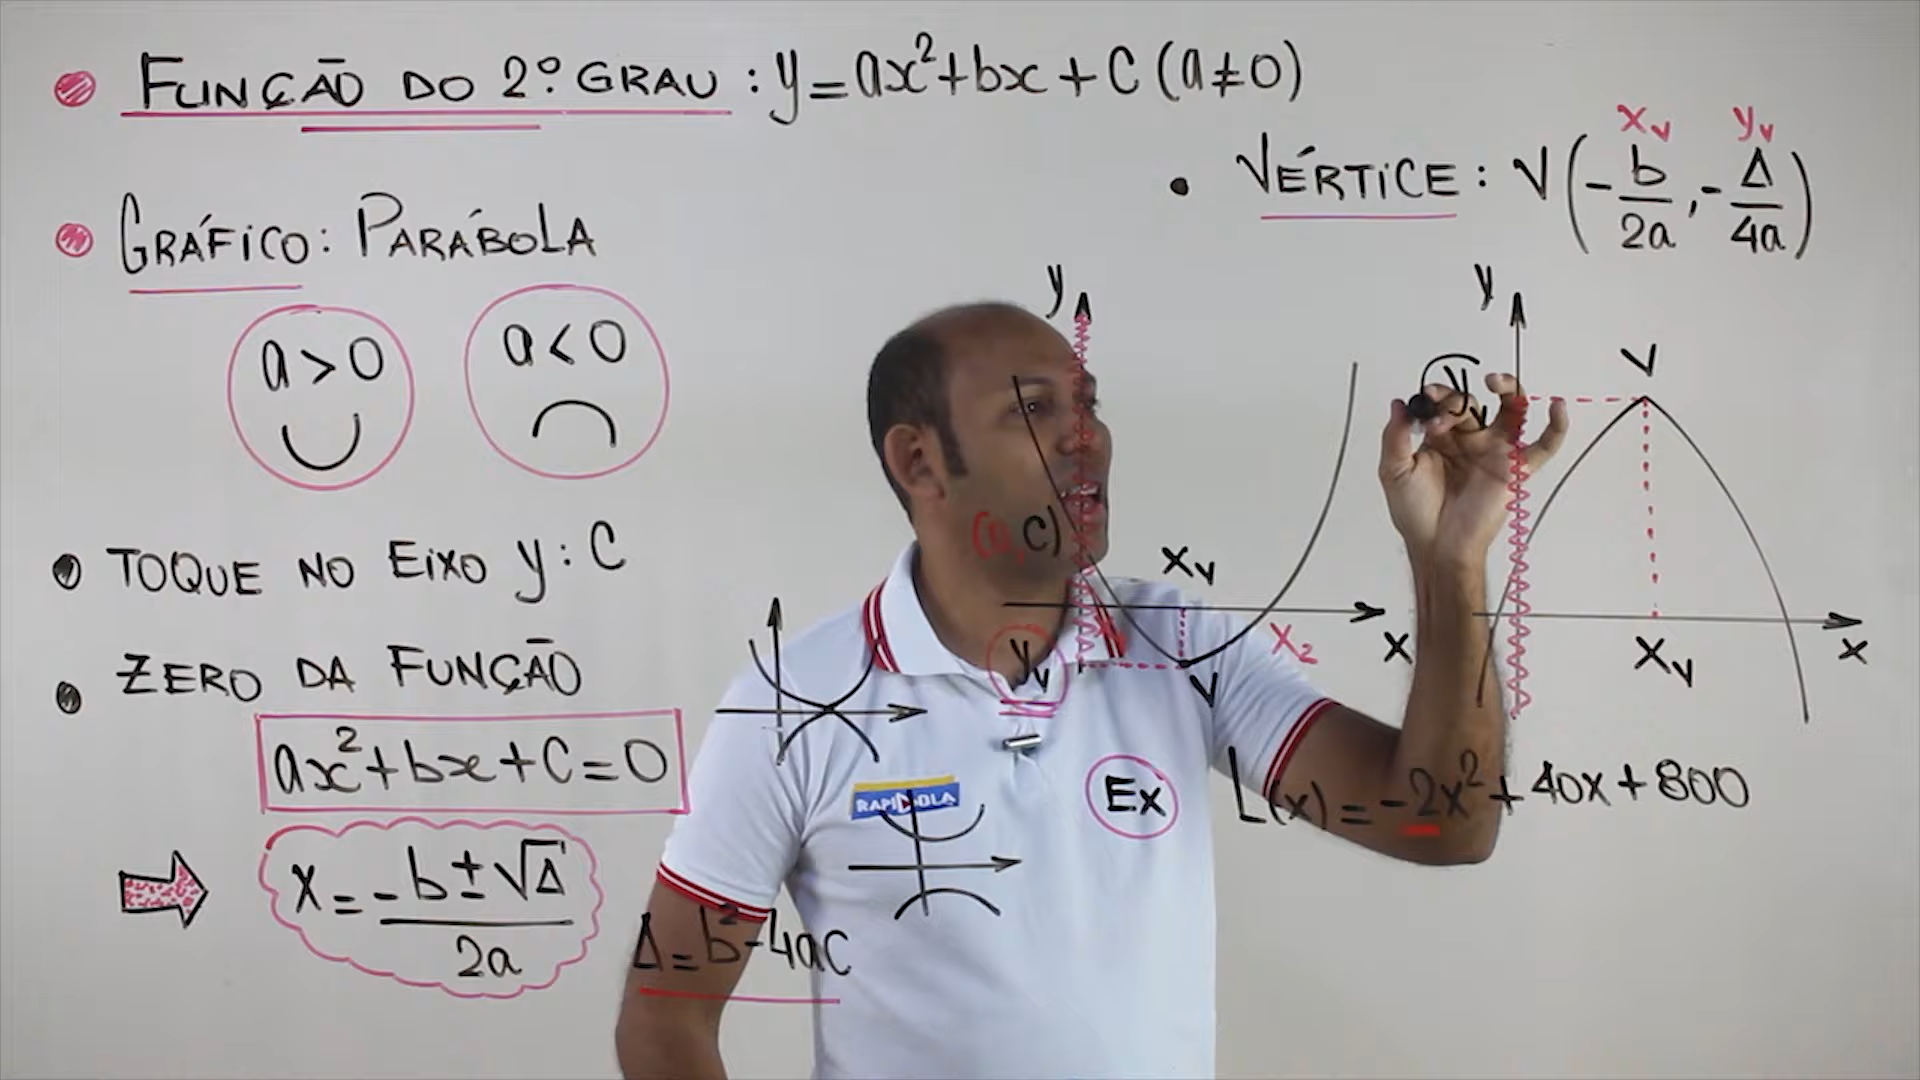 FUNÇÃO DO 2º GRAU : y = ax²+bx+C (a≠0)
GRÁFICO: PARÁBOLA
a>0
a<0
TOQUE NO EIXO y : C
ZERO DA FUNÇÃO
ax²+bx+C=0
x = -b±√Δ
2a
Δ=b²-4ac
Xv yv
VÉRTICE : V(-b/2a, -Δ/4a)
y
(0,C)
Xv
x₂
x
yv
V
y
yv
V
Xv
x
RAPIDOLA
Ex
L(x) = -2x²+40x+800